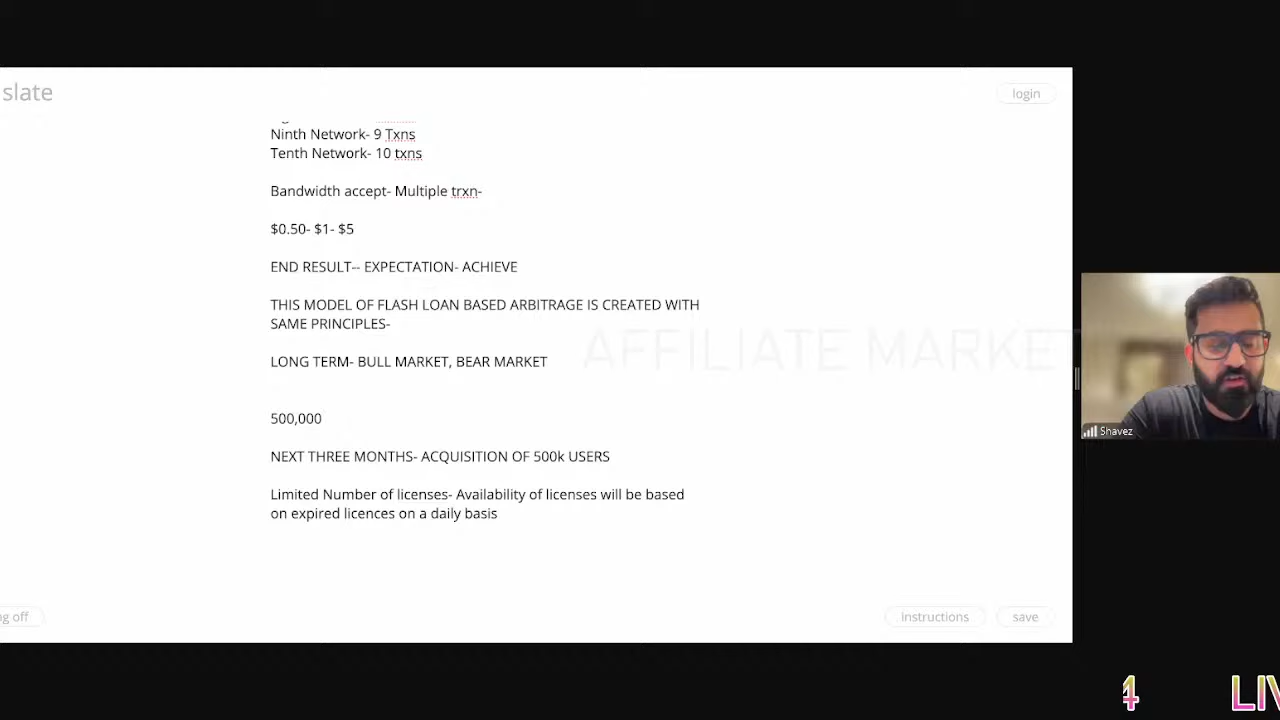 slate
login
Ninth Network- 9 Txns
Tenth Network- 10 txns
Bandwidth accept- Multiple trxn-
$0.50- $1- $5
END RESULT-- EXPECTATION- ACHIEVE
THIS MODEL OF FLASH LOAN BASED ARBITRAGE IS CREATED WITH
SAME PRINCIPLES-
AFFILIATE MARKE
LONG TERM- BULL MARKET, BEAR MARKET
500,000
NEXT THREE MONTHS- ACQUISITION OF 500k USERS
Limited Number of licenses- Availability of licenses will be based
on expired licences on a daily basis
Shavez
off
instructions
save
4